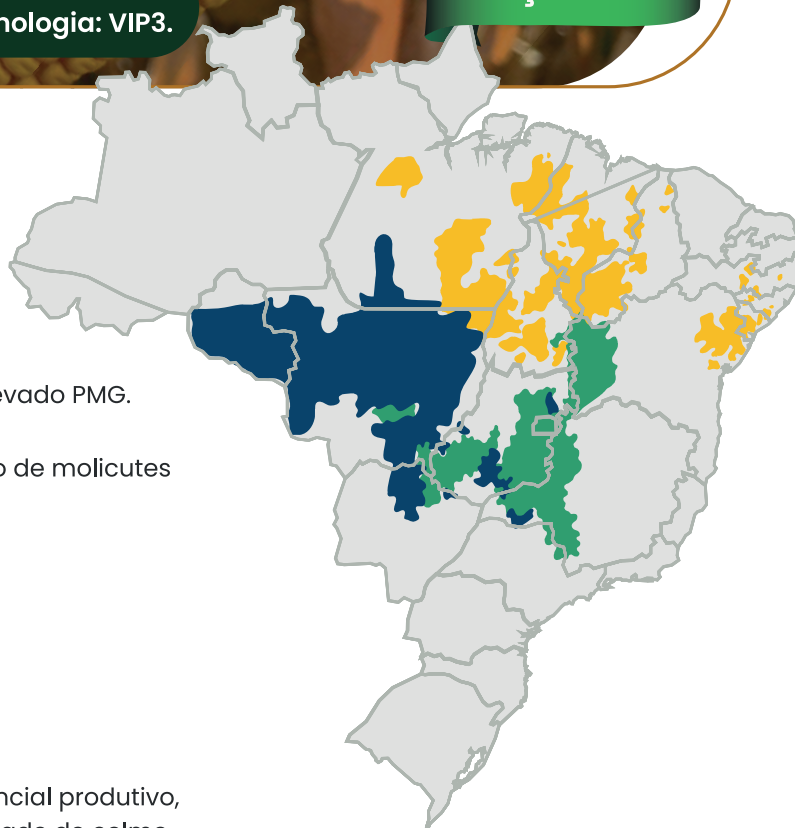 nologia: VIP3.
evado PMG.
o de molicutes
ncial produtivo,